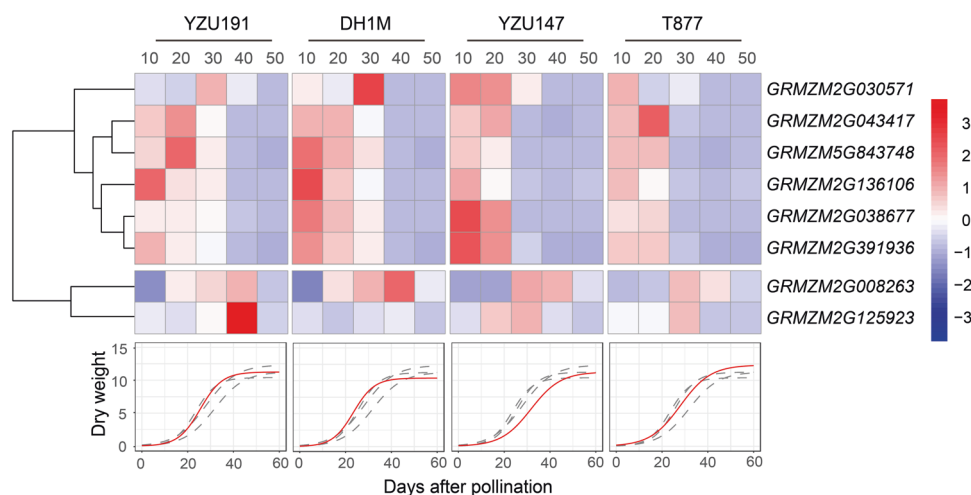 YZU191 DH1M YZU147 T877
10 20 30 40 50 10 20 30 40 50 10 20 30 40 50 10 20 30 40 50
GRMZM2G030571
GRMZM2G043417
GRMZM5G843748
GRMZM2G136106
GRMZM2G038677
GRMZM2G391936
GRMZM2G008263
GRMZM2G125923
3
2
1
0
−1
−2
−3
Dry weight
15
10
5
0
0 20 40 60 0 20 40 60 0 20 40 60 0 20 40 60
Days after pollination